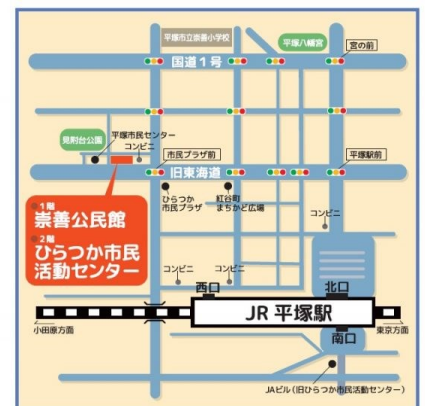 平塚市立崇善小学校
平塚八幡宮
宮の前
国道1号
見附台公園
平塚市民センター
コンビニ
市民プラザ前
平塚駅前
旧東海道
1階
崇善公民館
2階
ひらつか市民
活動センター
ひらつか
市民プラザ
紅谷町
まちかど広場
コンビニ
コンビニ
コンビニ
西口
北口
JR 平塚駅
小田原方面
南口
東京方面
JAビル(旧ひらつか市民活動センター)